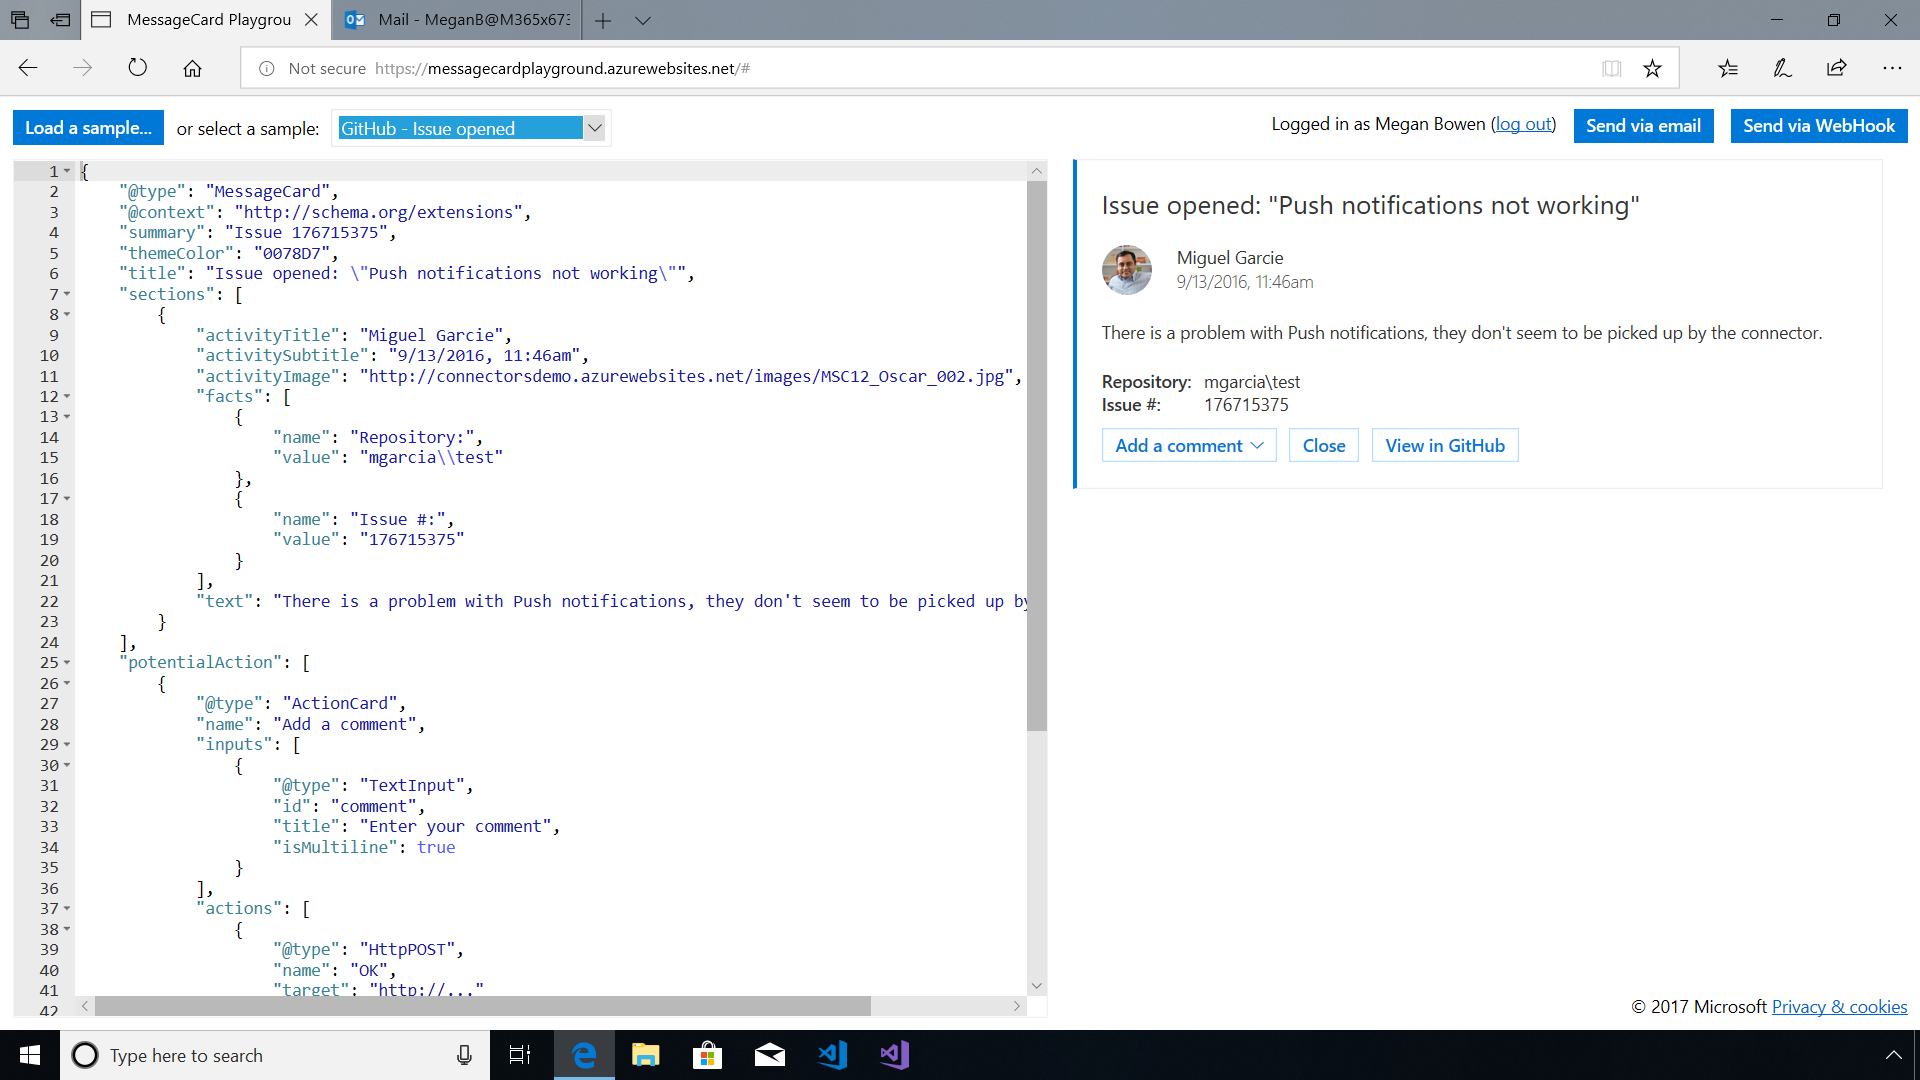 MessageCard Playgrou
Mail - MeganB@M365x673
Not secure https://messagecardplayground.azurewebsites.net/#
Load a sample... or select a sample: GitHub - Issue opened
Logged in as Megan Bowen (log out) Send via email Send via WebHook
1 {
2 "@type": "MessageCard",
3 "@context": "http://schema.org/extensions",
4 "summary": "Issue 176715375",
5 "themeColor": "0078D7",
6 "title": "Issue opened: \"Push notifications not working\"",
7 "sections": [
8 {
9 "activityTitle": "Miguel Garcie",
10 "activitySubtitle": "9/13/2016, 11:46am",
11 "activityImage": "http://connectorsdemo.azurewebsites.net/images/MSC12_Oscar_002.jpg",
12 "facts": [
13 {
14 "name": "Repository:",
15 "value": "mgarcia\\test"
16 },
17 {
18 "name": "Issue #:",
19 "value": "176715375"
20 }
21 ],
22 "text": "There is a problem with Push notifications, they don't seem to be picked up by
23 }
24 ],
25 "potentialAction": [
26 {
27 "@type": "ActionCard",
28 "name": "Add a comment",
29 "inputs": [
30 {
31 "@type": "TextInput",
32 "id": "comment",
33 "title": "Enter your comment",
34 "isMultiline": true
35 }
36 ],
37 "actions": [
38 {
39 "@type": "HttpPOST",
40 "name": "OK",
41 "target": "http://..."
42
Issue opened: "Push notifications not working"
Miguel Garcie
9/13/2016, 11:46am
There is a problem with Push notifications, they don't seem to be picked up by the connector.
Repository: mgarcia\test
Issue #: 176715375
Add a comment Close View in GitHub
© 2017 Microsoft Privacy & cookies
Type here to search